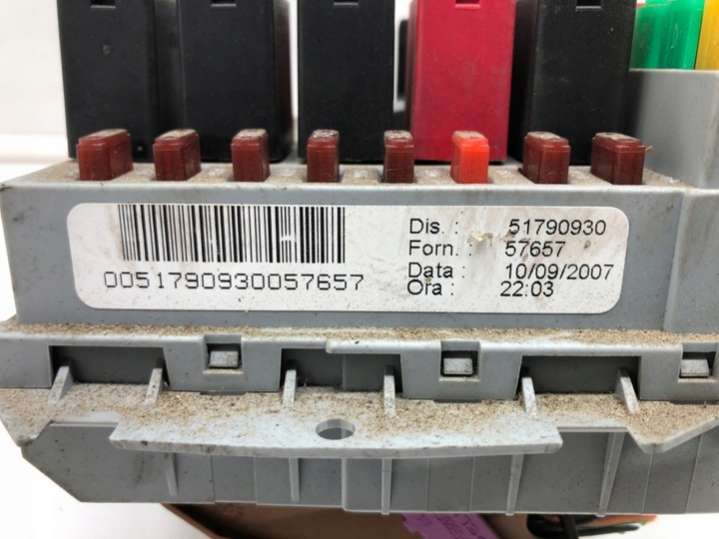 Dis. : 51790930
Forn. : 57657
Data : 10/09/2007
Ora : 22:03
0051790930057657